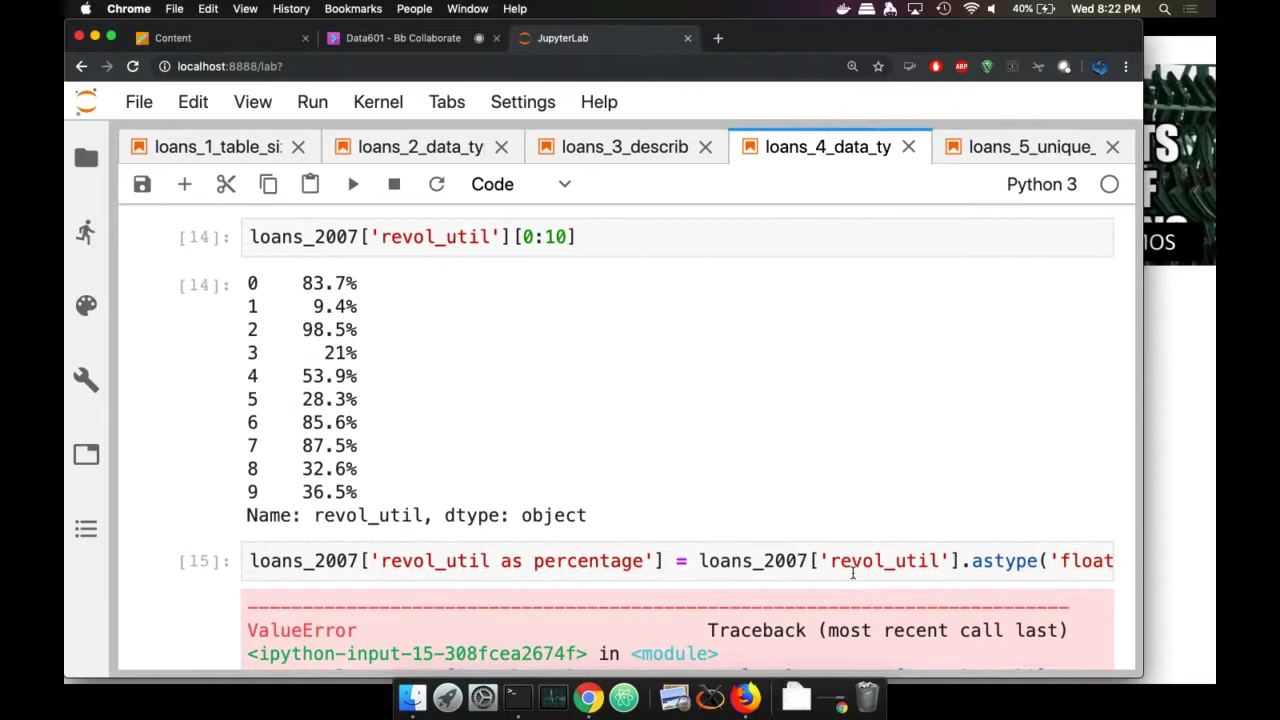 Chrome File Edit View History Bookmarks People Window Help 40% Wed 8:22 PM
Content Data601 - Bb Collaborate JupyterLab
localhost:8888/lab?
ABP
File Edit View Run Kernel Tabs Settings Help
loans_1_table_si: loans_2_data_ty loans_3_describ loans_4_data_ty loans_5_unique_
Code Python 3
[14]: loans_2007['revol_util'][0:10]
[14]: 0 83.7%
1 9.4%
2 98.5%
3 21%
4 53.9%
5 28.3%
6 85.6%
7 87.5%
8 32.6%
9 36.5%
Name: revol_util, dtype: object
[15]: loans_2007['revol_util as percentage'] = loans_2007['revol_util'].astype('float
ValueError Traceback (most recent call last)
<ipython-input-15-308fcea2674f> in <module>